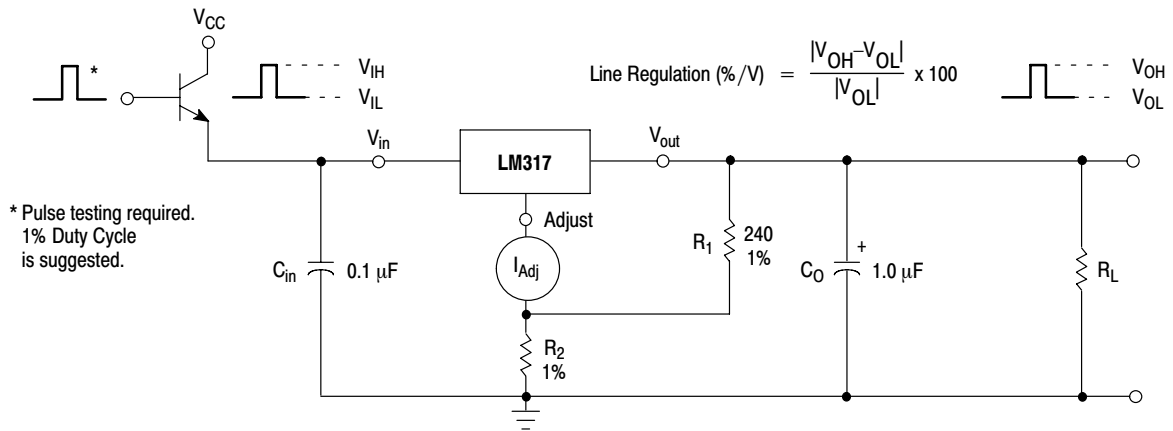 V_CC
*
V_IH
V_IL
Line Regulation (%/V) = |V_OH–V_OL| / |V_OL| x 100
V_OH
V_OL
V_in
LM317
V_out
* Pulse testing required.
1% Duty Cycle
is suggested.
Adjust
C_in
0.1 μF
I_Adj
R_1
240
1%
C_O
+
1.0 μF
R_L
R_2
1%